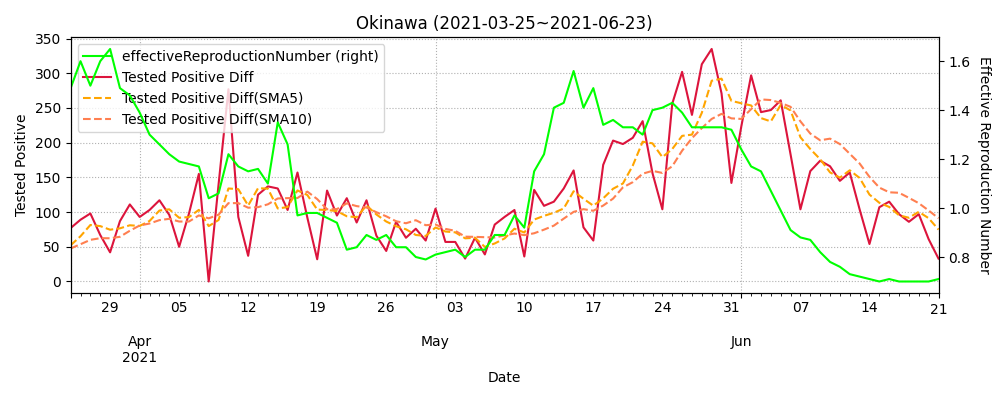 Okinawa (2021-03-25~2021-06-23)
effectiveReproductionNumber (right)
Tested Positive Diff
Tested Positive Diff(SMA5)
Tested Positive Diff(SMA10)
Tested Positive
350
300
250
200
150
100
50
0
1.6
1.4
1.2
1.0
0.8
Effective Reproduction Number
29 05 12 19 26 03 10 17 24 31 07 14 21
Apr May Jun
2021
Date